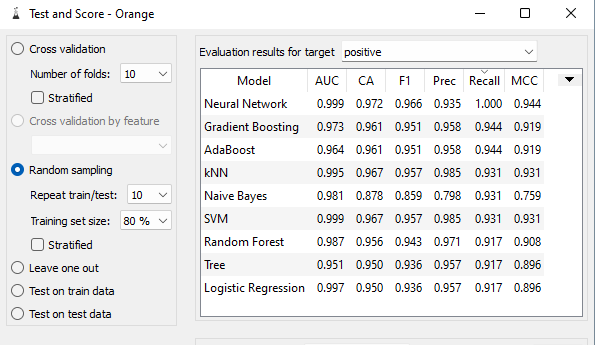 Test and Score - Orange
Cross validation
Number of folds: 10
Stratified
Cross validation by feature
Random sampling
Repeat train/test: 10
Training set size: 80 %
Stratified
Leave one out
Test on train data
Test on test data
Evaluation results for target positive
Model AUC CA F1 Prec Recall MCC
Neural Network 0.999 0.972 0.966 0.935 1.000 0.944
Gradient Boosting 0.973 0.961 0.951 0.958 0.944 0.919
AdaBoost 0.964 0.961 0.951 0.958 0.944 0.919
kNN 0.995 0.967 0.957 0.985 0.931 0.931
Naive Bayes 0.981 0.878 0.859 0.798 0.931 0.759
SVM 0.999 0.967 0.957 0.985 0.931 0.931
Random Forest 0.987 0.956 0.943 0.971 0.917 0.908
Tree 0.951 0.950 0.936 0.957 0.917 0.896
Logistic Regression 0.997 0.950 0.936 0.957 0.917 0.896